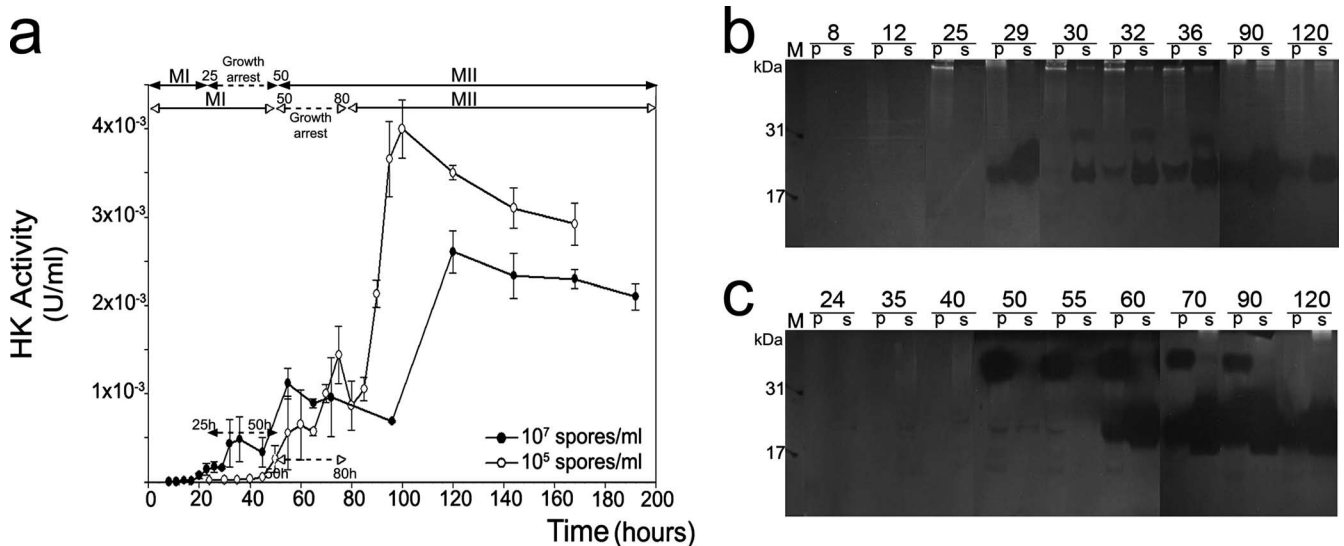 a
MI 25 Growth arrest 50 MII
MI 50 Growth arrest 80 MII
HK Activity
(U/ml)
4x10⁻³
3x10⁻³
2x10⁻³
1x10⁻³
0
25h 50h
50h 80h
10⁷ spores/ml
10⁵ spores/ml
0 20 40 60 80 100 120 140 160 180 200
Time (hours)
b
8 12 25 29 30 32 36 90 120
M p s p s p s p s p s p s p s p s p s
kDa
31
17
c
24 35 40 50 55 60 70 90 120
M p s p s p s p s p s p s p s p s p s
kDa
31
17